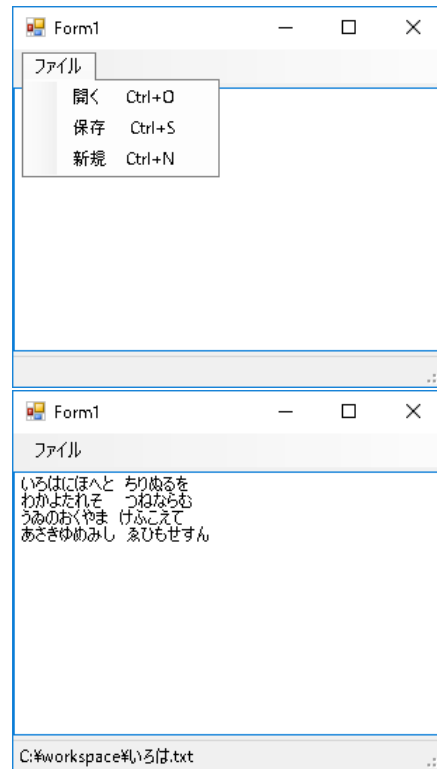 Form1
ファイル
開く Ctrl+O
保存 Ctrl+S
新規 Ctrl+N
Form1
ファイル
いろはにほへと ちりぬるを
わかよたれそ つねならむ
うゐのおくやま けふこえて
あさきゆめみし ゑひもせすん
C:¥workspace¥いろは.txt